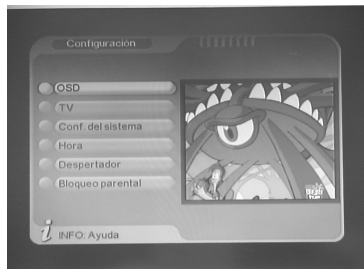 Configuración
OSD
TV
Conf. del sistema
Hora
Despertador
Bloqueo parental
i INFO: Ayuda